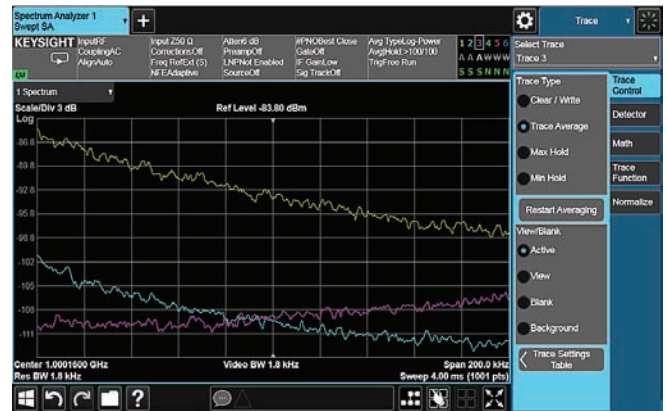 Spectrum Analyzer 1
Swept SA
Trace
KEYSIGHT
Input:RF
Coupling:AC
Align:Auto
Input Z:50 Ω
Corrections:Off
Freq Ref:Ext (S)
NFE:Adaptive
Atten:6 dB
Preamp:Off
LNP:Not Enabled
Source:Off
#PNO:Best Close
Gate:Off
IF Gain:Low
Sig Track:Off
Avg Type:Log-Power
Avg|Hold:>100/100
Trig:Free Run
1 2 3 4 5 6
A A A W W W
S S S N N N
Select Trace
Trace 3
1 Spectrum
Scale/Div 3 dB
Ref Level -83.80 dBm
Log
-86.8
-89.8
-92.8
-95.8
-102
-105
-108
-111
Center 1.0001600 GHz
Res BW 1.8 kHz
Video BW 1.8 kHz
Span 200.0 kHz
Sweep 4.00 ms (1001 pts)
Trace Type
Clear / Write
Trace Average
Max Hold
Min Hold
Restart Averaging
View/Blank
Active
View
Blank
Background
Trace Settings
Table
Trace
Control
Detector
Math
Trace
Function
Normalize
?